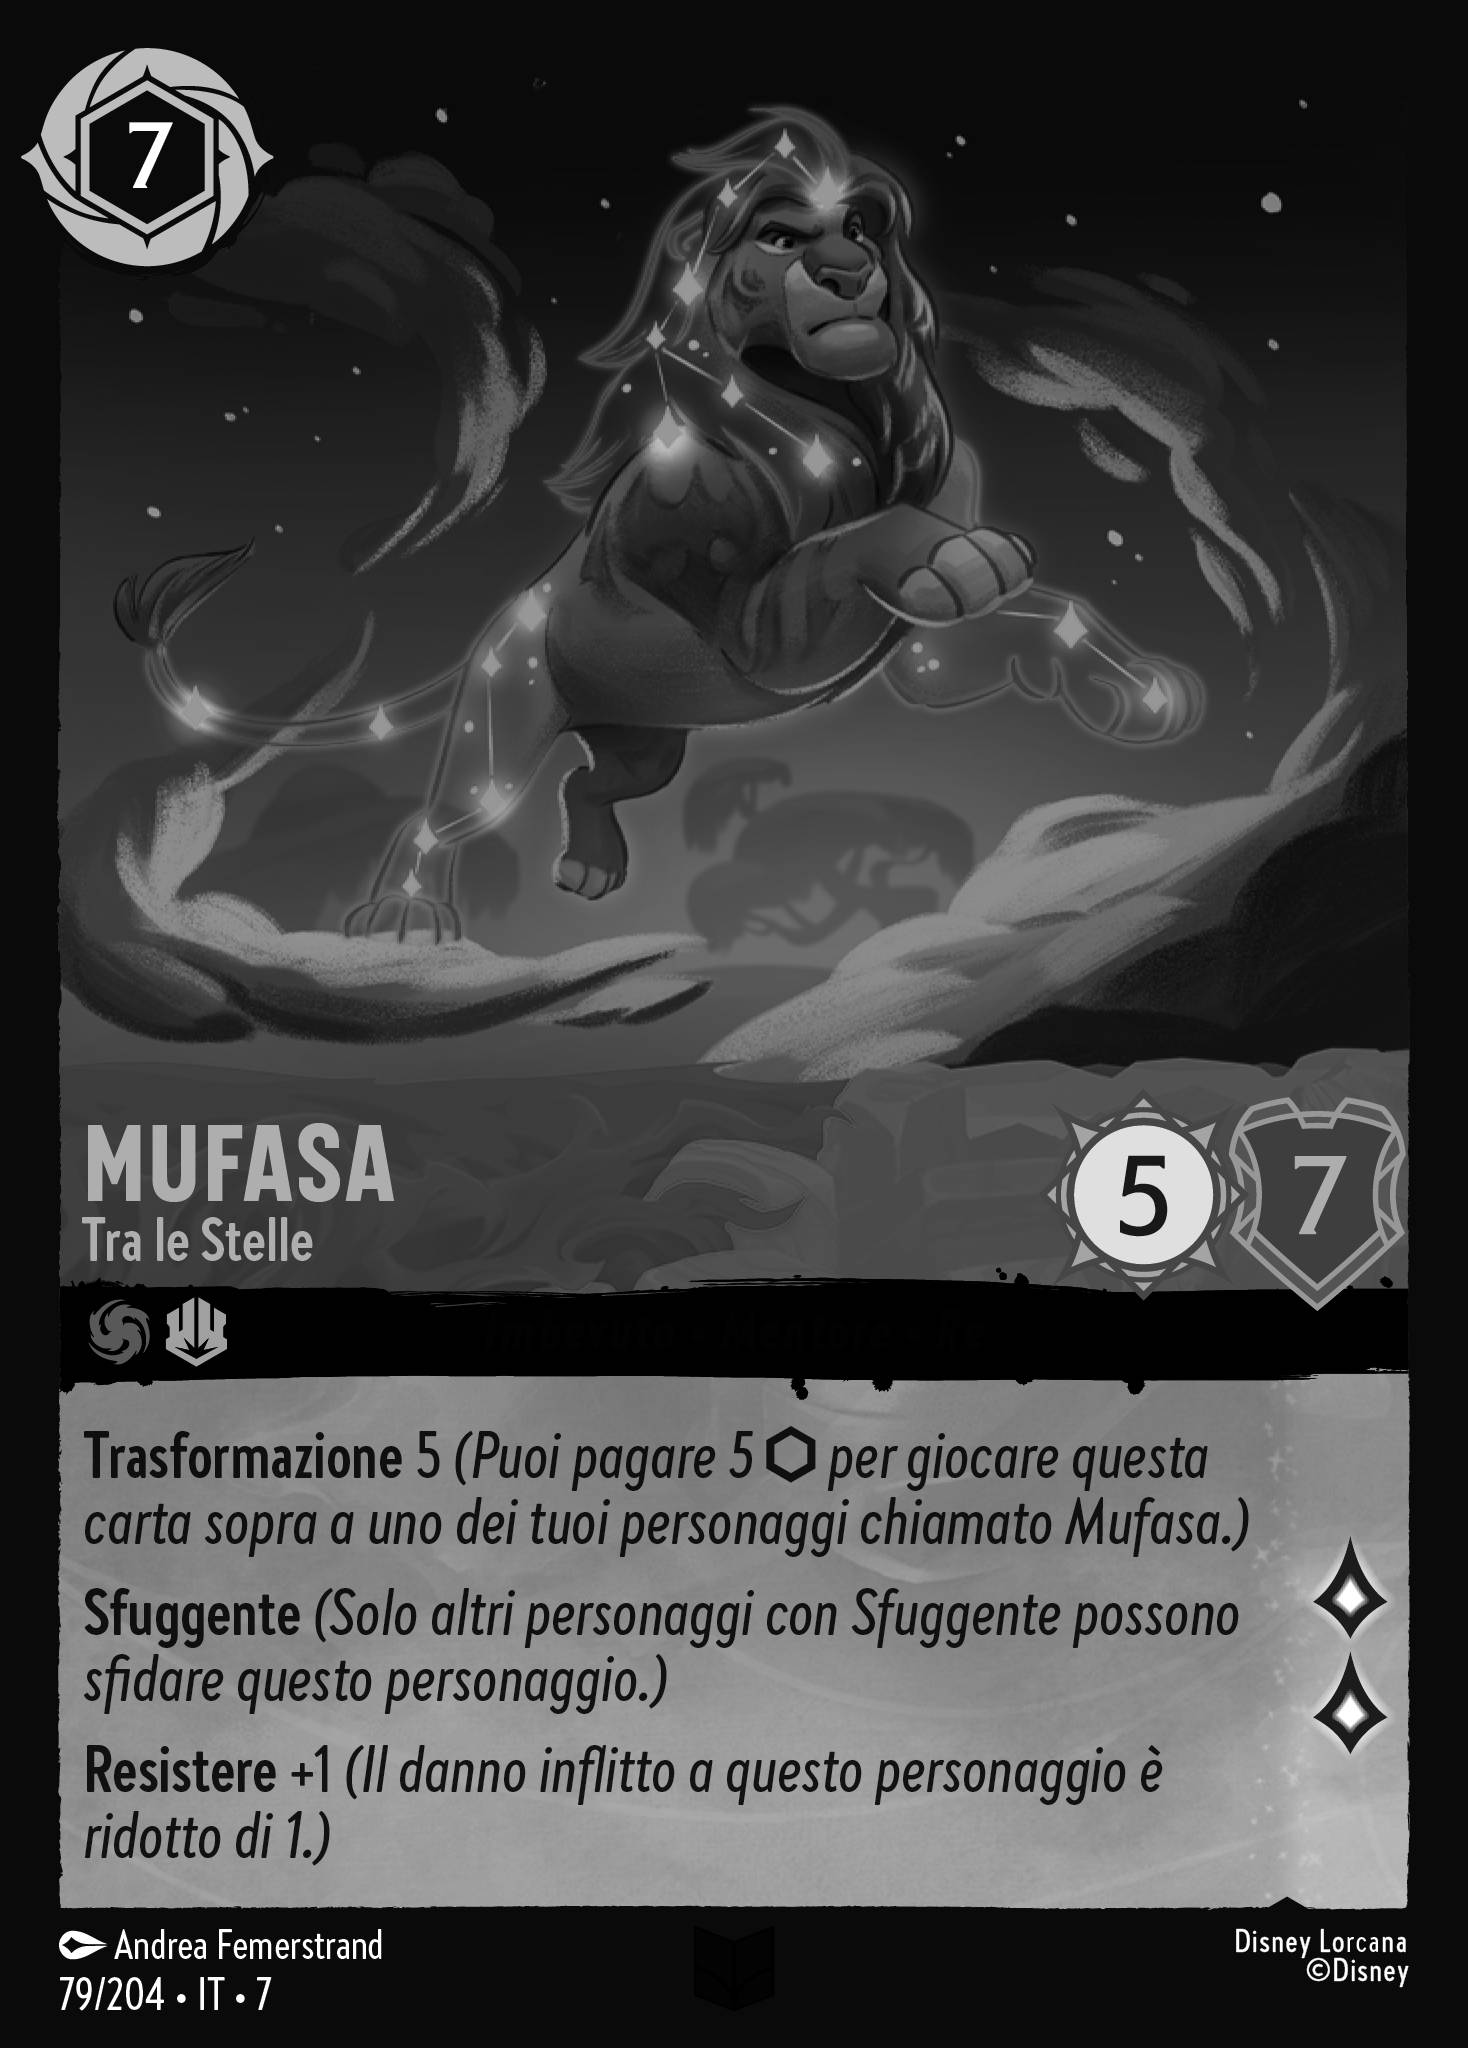 7
MUFASA
Tra le Stelle
5
7
Trasformazione 5 (Puoi pagare 5 per giocare questa
carta sopra a uno dei tuoi personaggi chiamato Mufasa.)
Sfuggente (Solo altri personaggi con Sfuggente possono
sfidare questo personaggio.)
Resistere +1 (Il danno inflitto a questo personaggio è
ridotto di 1.)
Andrea Femerstrand
79/204 • IT • 7
Disney Lorcana
©Disney